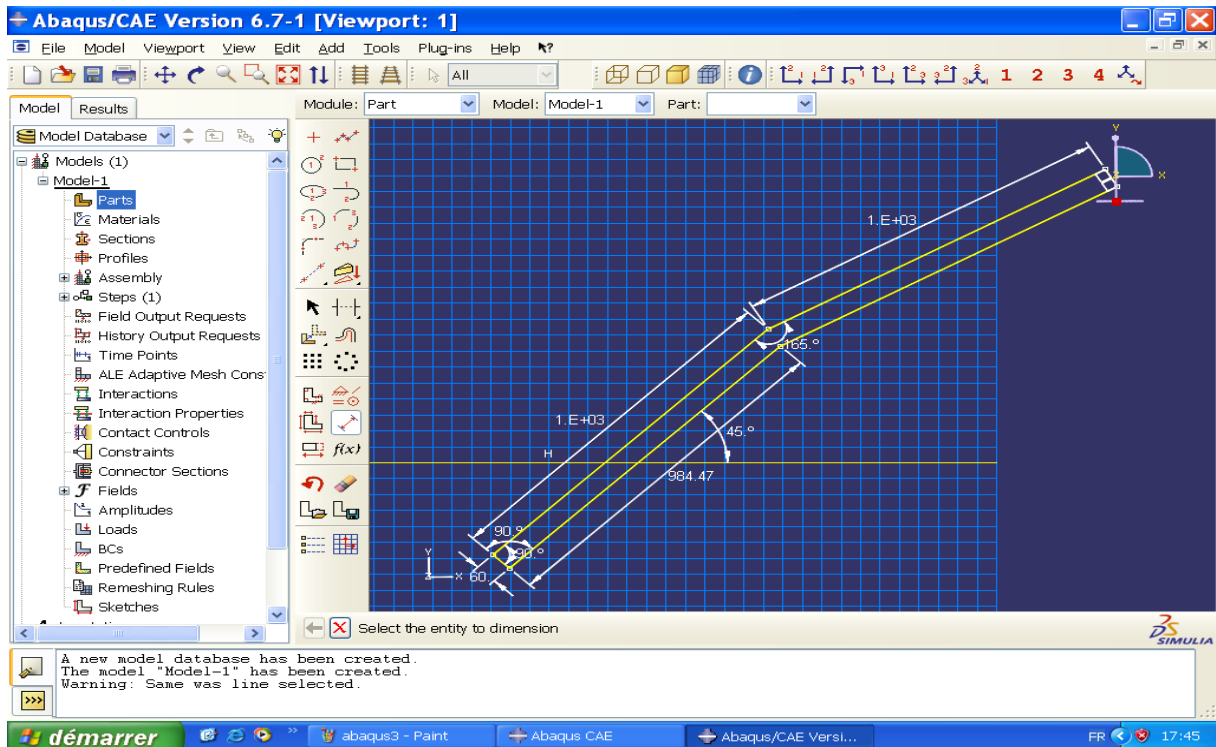 Abaqus/CAE Version 6.7-1 [Viewport: 1]
File Model Viewport View Edit Add Tools Plug-ins Help
All
1 2 3 4
Model Results
Module: Part Model: Model-1 Part:
Model Database
Models (1)
Model-1
Parts
Materials
Sections
Profiles
Assembly
Steps (1)
Field Output Requests
History Output Requests
Time Points
ALE Adaptive Mesh Cons
Interactions
Interaction Properties
Contact Controls
Constraints
Connector Sections
Fields
Amplitudes
Loads
BCs
Predefined Fields
Remeshing Rules
Sketches
f(x)
Y
X
1.E+03
165.°
1.E+03
45.°
H
984.47
90.°
90.°
60.
Y
Z X
Select the entity to dimension
SIMULIA
A new model database has been created.
The model "Model-1" has been created.
Warning: Same was line selected.
>>>
démarrer
abaqus3 - Paint
Abaqus CAE
Abaqus/CAE Versi...
FR
17:45